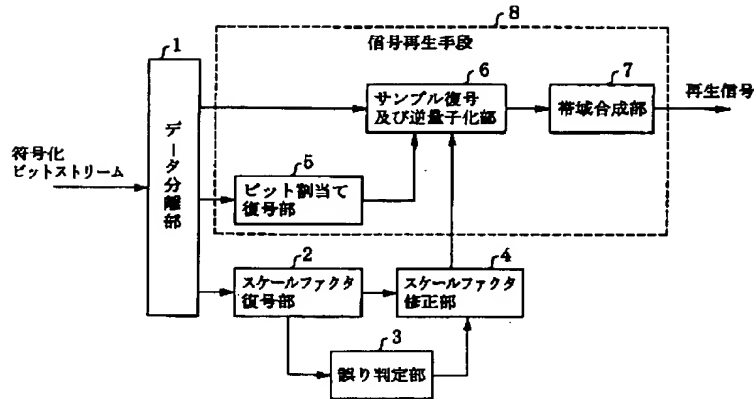 8
信号再生手段
1
6
7
サンプル復号
及び逆量子化部
帯域合成部
再生信号
符号化
ビットストリーム
データ分離部
5
ビット割当て
復号部
2
4
スケールファクタ
復号部
スケールファクタ
修正部
3
誤り判定部